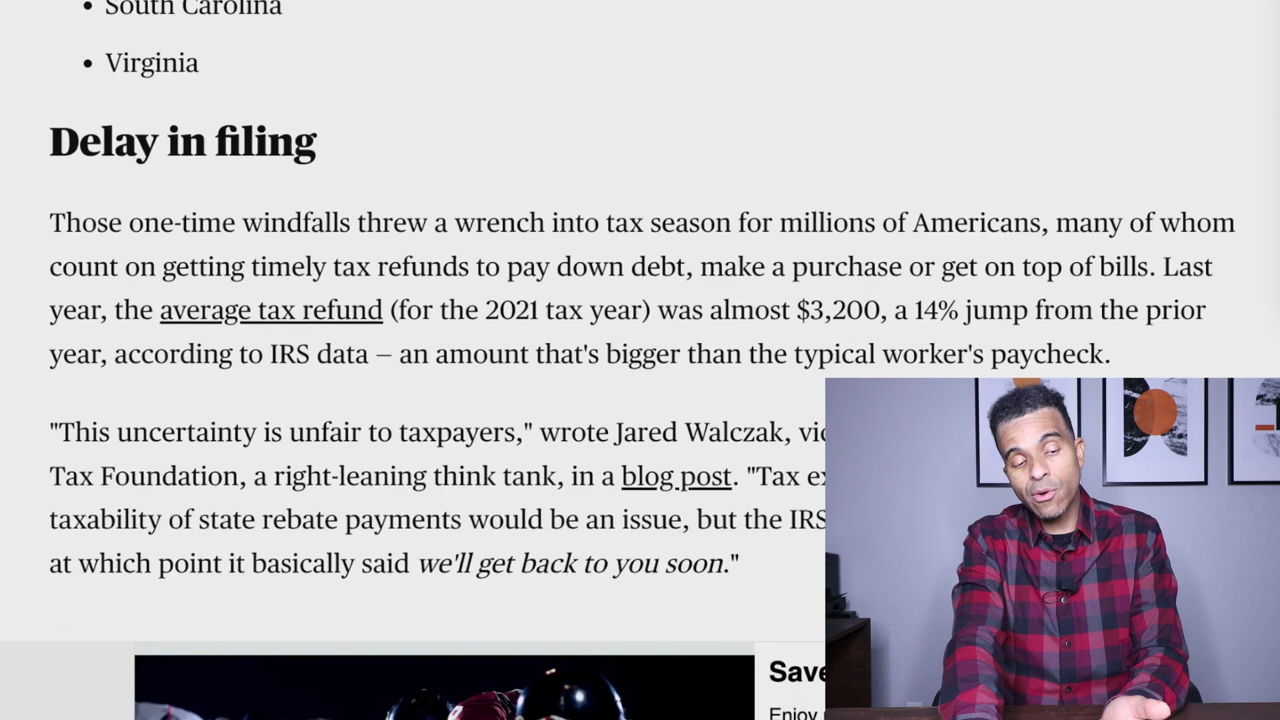 South Carolina
Virginia
Delay in filing
Those one-time windfalls threw a wrench into tax season for millions of Americans, many of whom
count on getting timely tax refunds to pay down debt, make a purchase or get on top of bills. Last
year, the average tax refund (for the 2021 tax year) was almost $3,200, a 14% jump from the prior
year, according to IRS data – an amount that's bigger than the typical worker's paycheck.
"This uncertainty is unfair to taxpayers," wrote Jared Walczak,
Tax Foundation, a right-leaning think tank, in a blog post. "Tax
taxability of state rebate payments would be an issue, but the IRS
at which point it basically said we'll get back to you soon."
Save
Enjoy